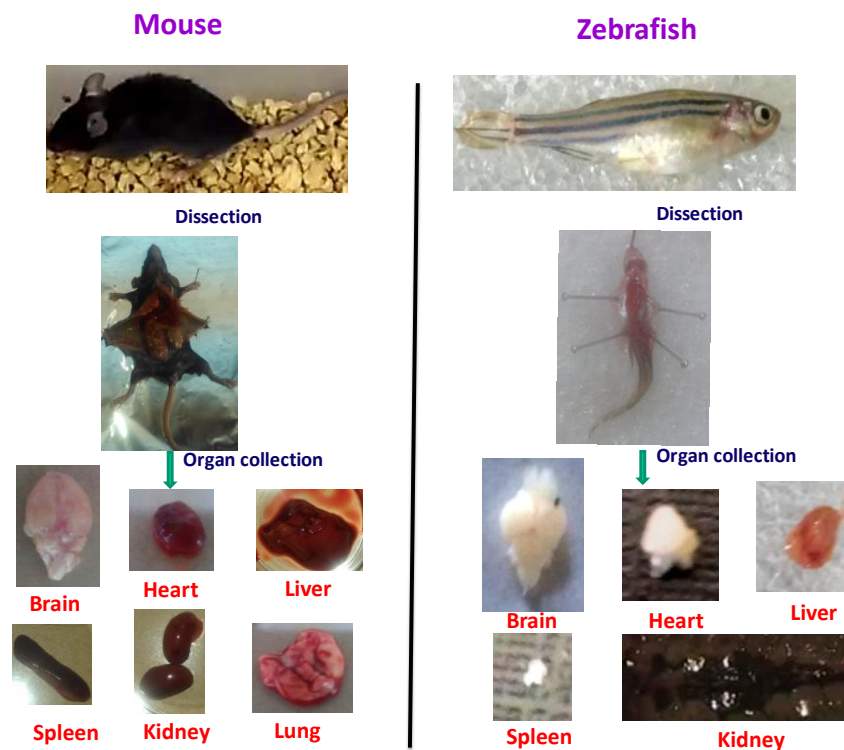 Mouse
Dissection
Organ collection
Brain
Heart
Liver
Spleen
Kidney
Lung
Zebrafish
Dissection
Organ collection
Brain
Heart
Liver
Spleen
Kidney